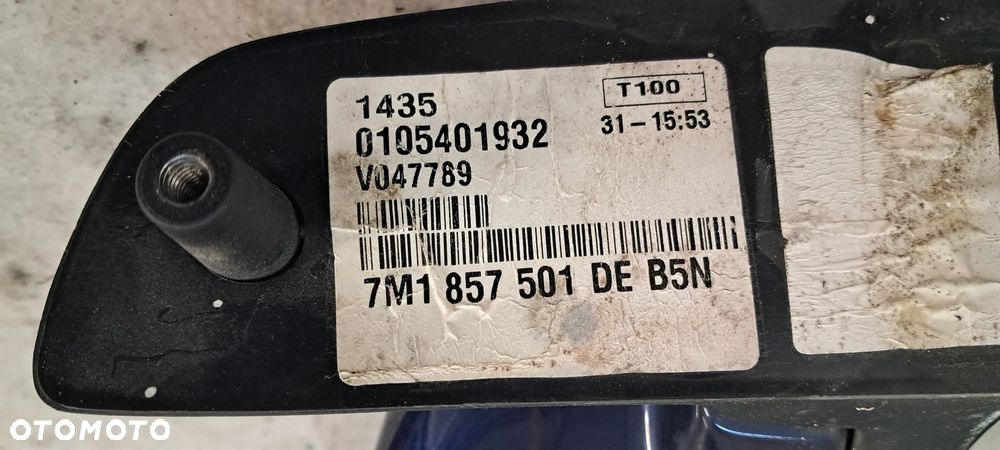 1435
T100
0105401932
31-15:53
V047789
7M1 857 501 DE B5N
OTOMOTO